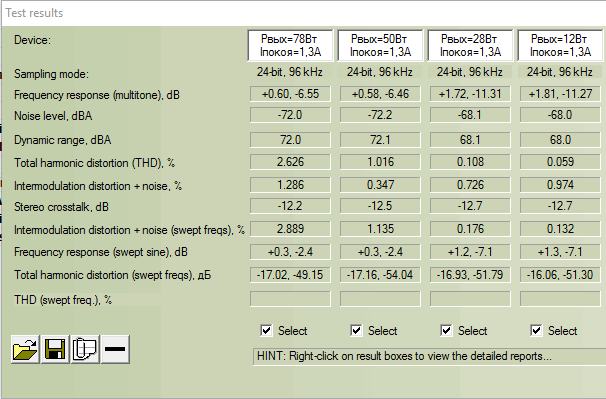 Test results
Device: Рвых=78Вт Рвых=50Вт Рвых=28Вт Рвых=12Вт
Iпокоя=1,3А Iпокоя=1,3А Iпокоя=1,3А Iпокоя=1,3А
Sampling mode: 24-bit, 96 kHz 24-bit, 96 kHz 24-bit, 96 kHz 24-bit, 96 kHz
Frequency response (multitone), dB +0.60, -6.55 +0.58, -6.46 +1.72, -11.31 +1.81, -11.27
Noise level, dBA -72.0 -72.2 -68.1 -68.0
Dynamic range, dBA 72.0 72.1 68.1 68.0
Total harmonic distortion (THD), % 2.626 1.016 0.108 0.059
Intermodulation distortion + noise, % 1.286 0.347 0.726 0.974
Stereo crosstalk, dB -12.2 -12.5 -12.7 -12.7
Intermodulation distortion + noise (swept freqs), % 2.889 1.135 0.176 0.132
Frequency response (swept sine), dB +0.3, -2.4 +0.3, -2.4 +1.2, -7.1 +1.3, -7.1
Total harmonic distortion (swept freqs), дБ -17.02, -49.15 -17.16, -54.04 -16.93, -51.79 -16.06, -51.30
THD (swept freq.), %
Select Select Select Select
HINT: Right-click on result boxes to view the detailed reports...